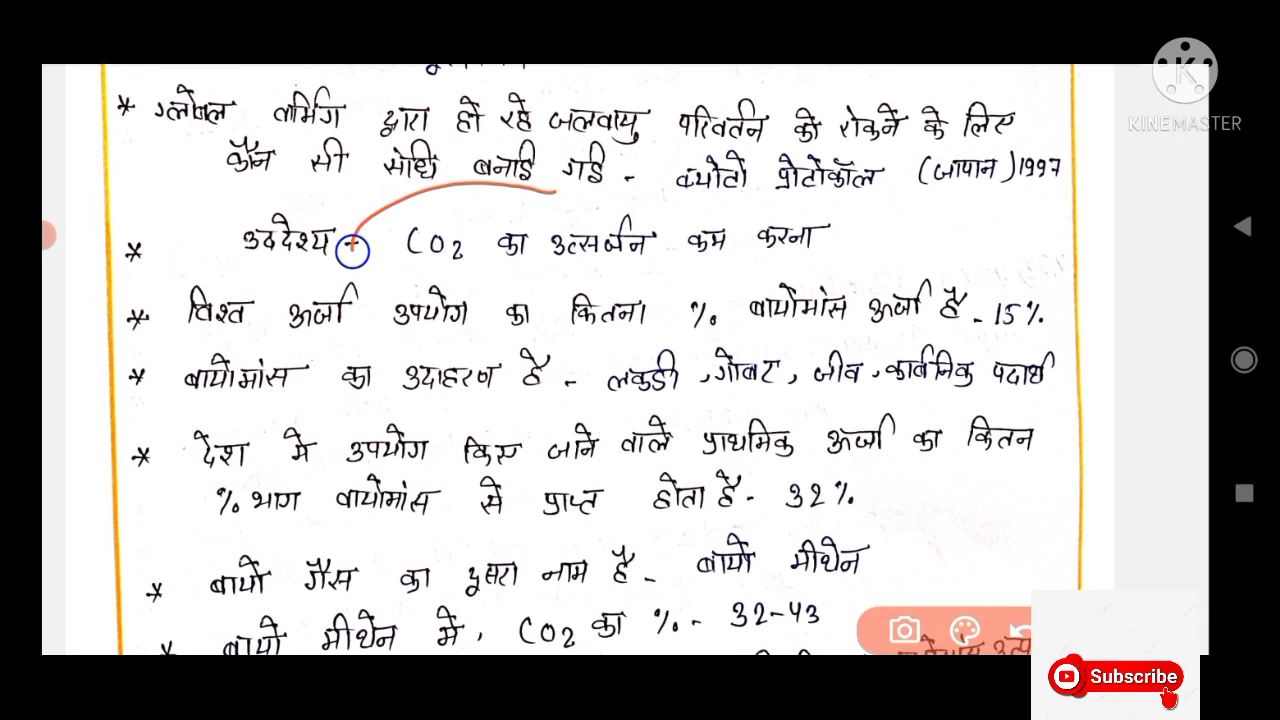 KINEMASTER
* ग्लोबल वार्मिंग द्वारा हो रहे जलवायु परिवर्तन को रोकने के लिए
कौन सी संधि बनाई गई - क्योटो प्रोटोकॉल (जापान) 1997
* उददेश्य - CO2 का उत्सर्जन कम करना
* विश्व ऊर्जा उपयोग का कितना % बायोमांस ऊर्जा है - 15%
* बायोमांस का उदाहरण है - लकडी, गोबर, जीव, कार्बनिक पदार्थ
* देश मे उपयोग किए जाने वाले प्राथमिक ऊर्जा का कितन
% भाग बायोमांस से प्राप्त होता है - 32%
* बायो गैस का दूसरा नाम है - बायो मीथेन
* बायो मीथेन मे, CO2 का % - 32-43
Subscribe